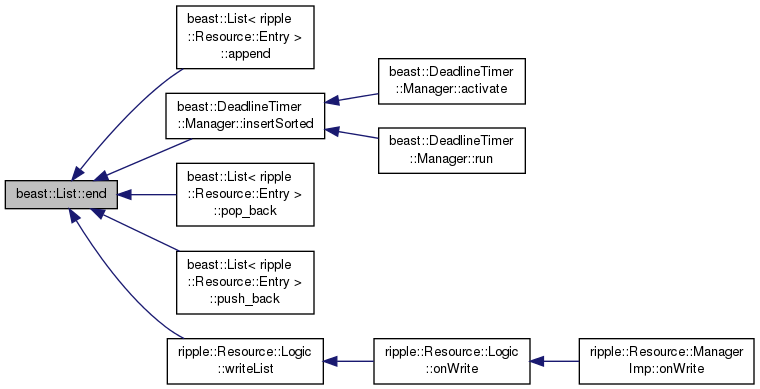 beast::List< ripple
::Resource::Entry >
::append
beast::DeadlineTimer
::Manager::activate
beast::DeadlineTimer
::Manager::insertSorted
beast::DeadlineTimer
::Manager::run
beast::List::end
beast::List< ripple
::Resource::Entry >
::pop_back
beast::List< ripple
::Resource::Entry >
::push_back
ripple::Resource::Logic
::writeList
ripple::Resource::Logic
::onWrite
ripple::Resource::Manager
Imp::onWrite